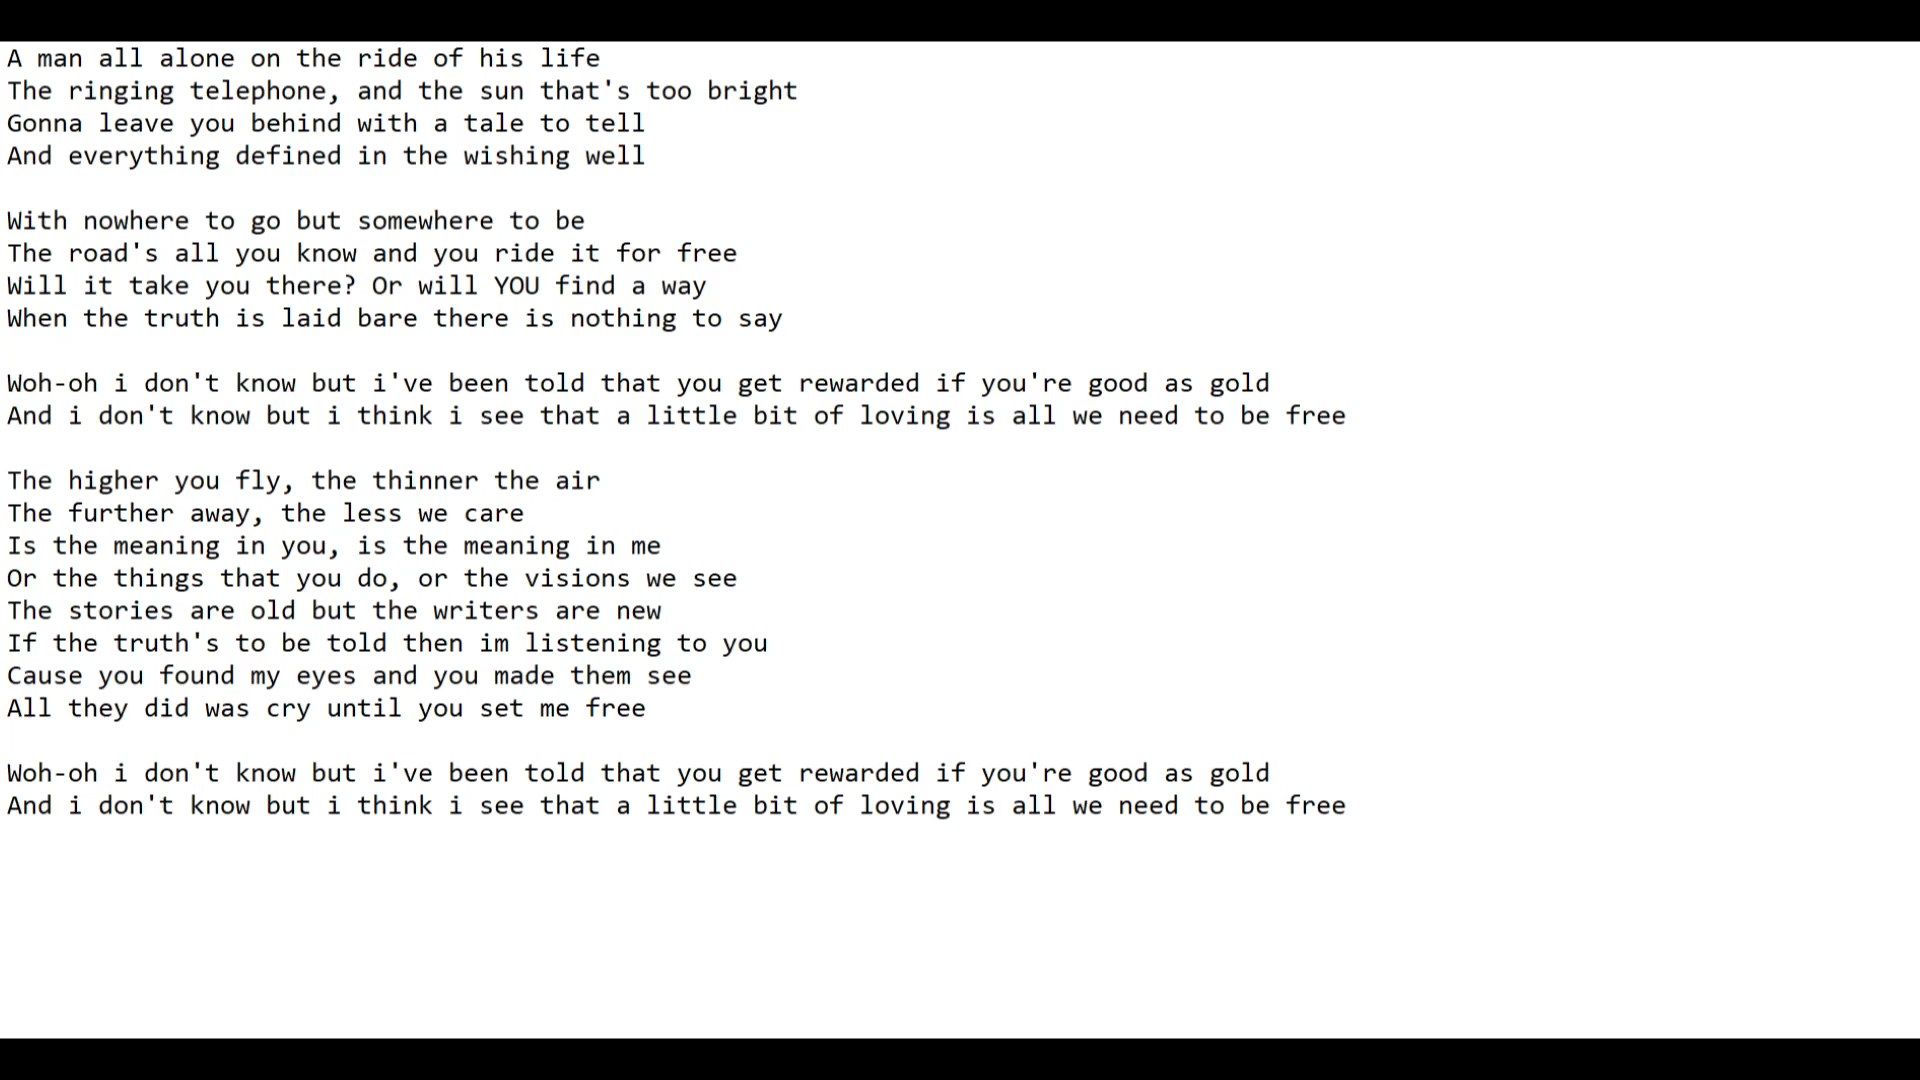 A man all alone on the ride of his life
The ringing telephone, and the sun that's too bright
Gonna leave you behind with a tale to tell
And everything defined in the wishing well

With nowhere to go but somewhere to be
The road's all you know and you ride it for free
Will it take you there? Or will YOU find a way
When the truth is laid bare there is nothing to say

Woh-oh i don't know but i've been told that you get rewarded if you're good as gold
And i don't know but i think i see that a little bit of loving is all we need to be free

The higher you fly, the thinner the air
The further away, the less we care
Is the meaning in you, is the meaning in me
Or the things that you do, or the visions we see
The stories are old but the writers are new
If the truth's to be told then im listening to you
Cause you found my eyes and you made them see
All they did was cry until you set me free

Woh-oh i don't know but i've been told that you get rewarded if you're good as gold
And i don't know but i think i see that a little bit of loving is all we need to be free